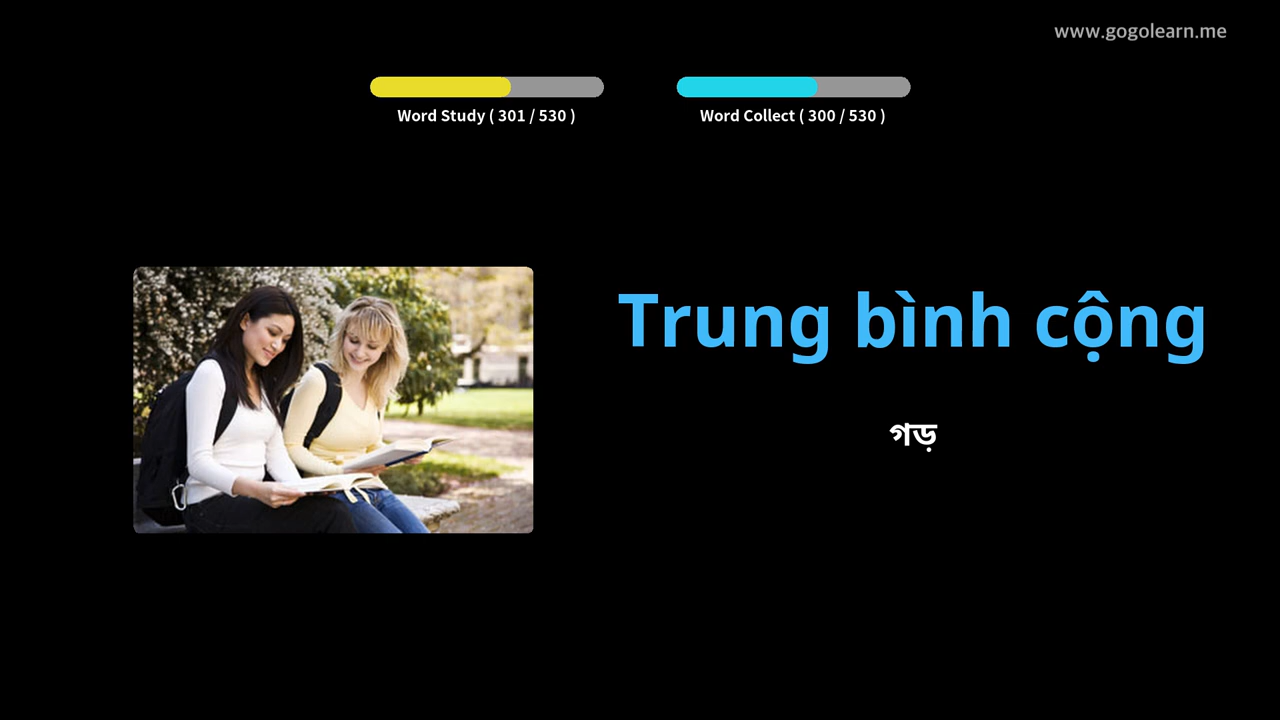 www.gogolearn.me
Word Study ( 301 / 530 )
Word Collect ( 300 / 530 )
Trung bình cộng
গড়